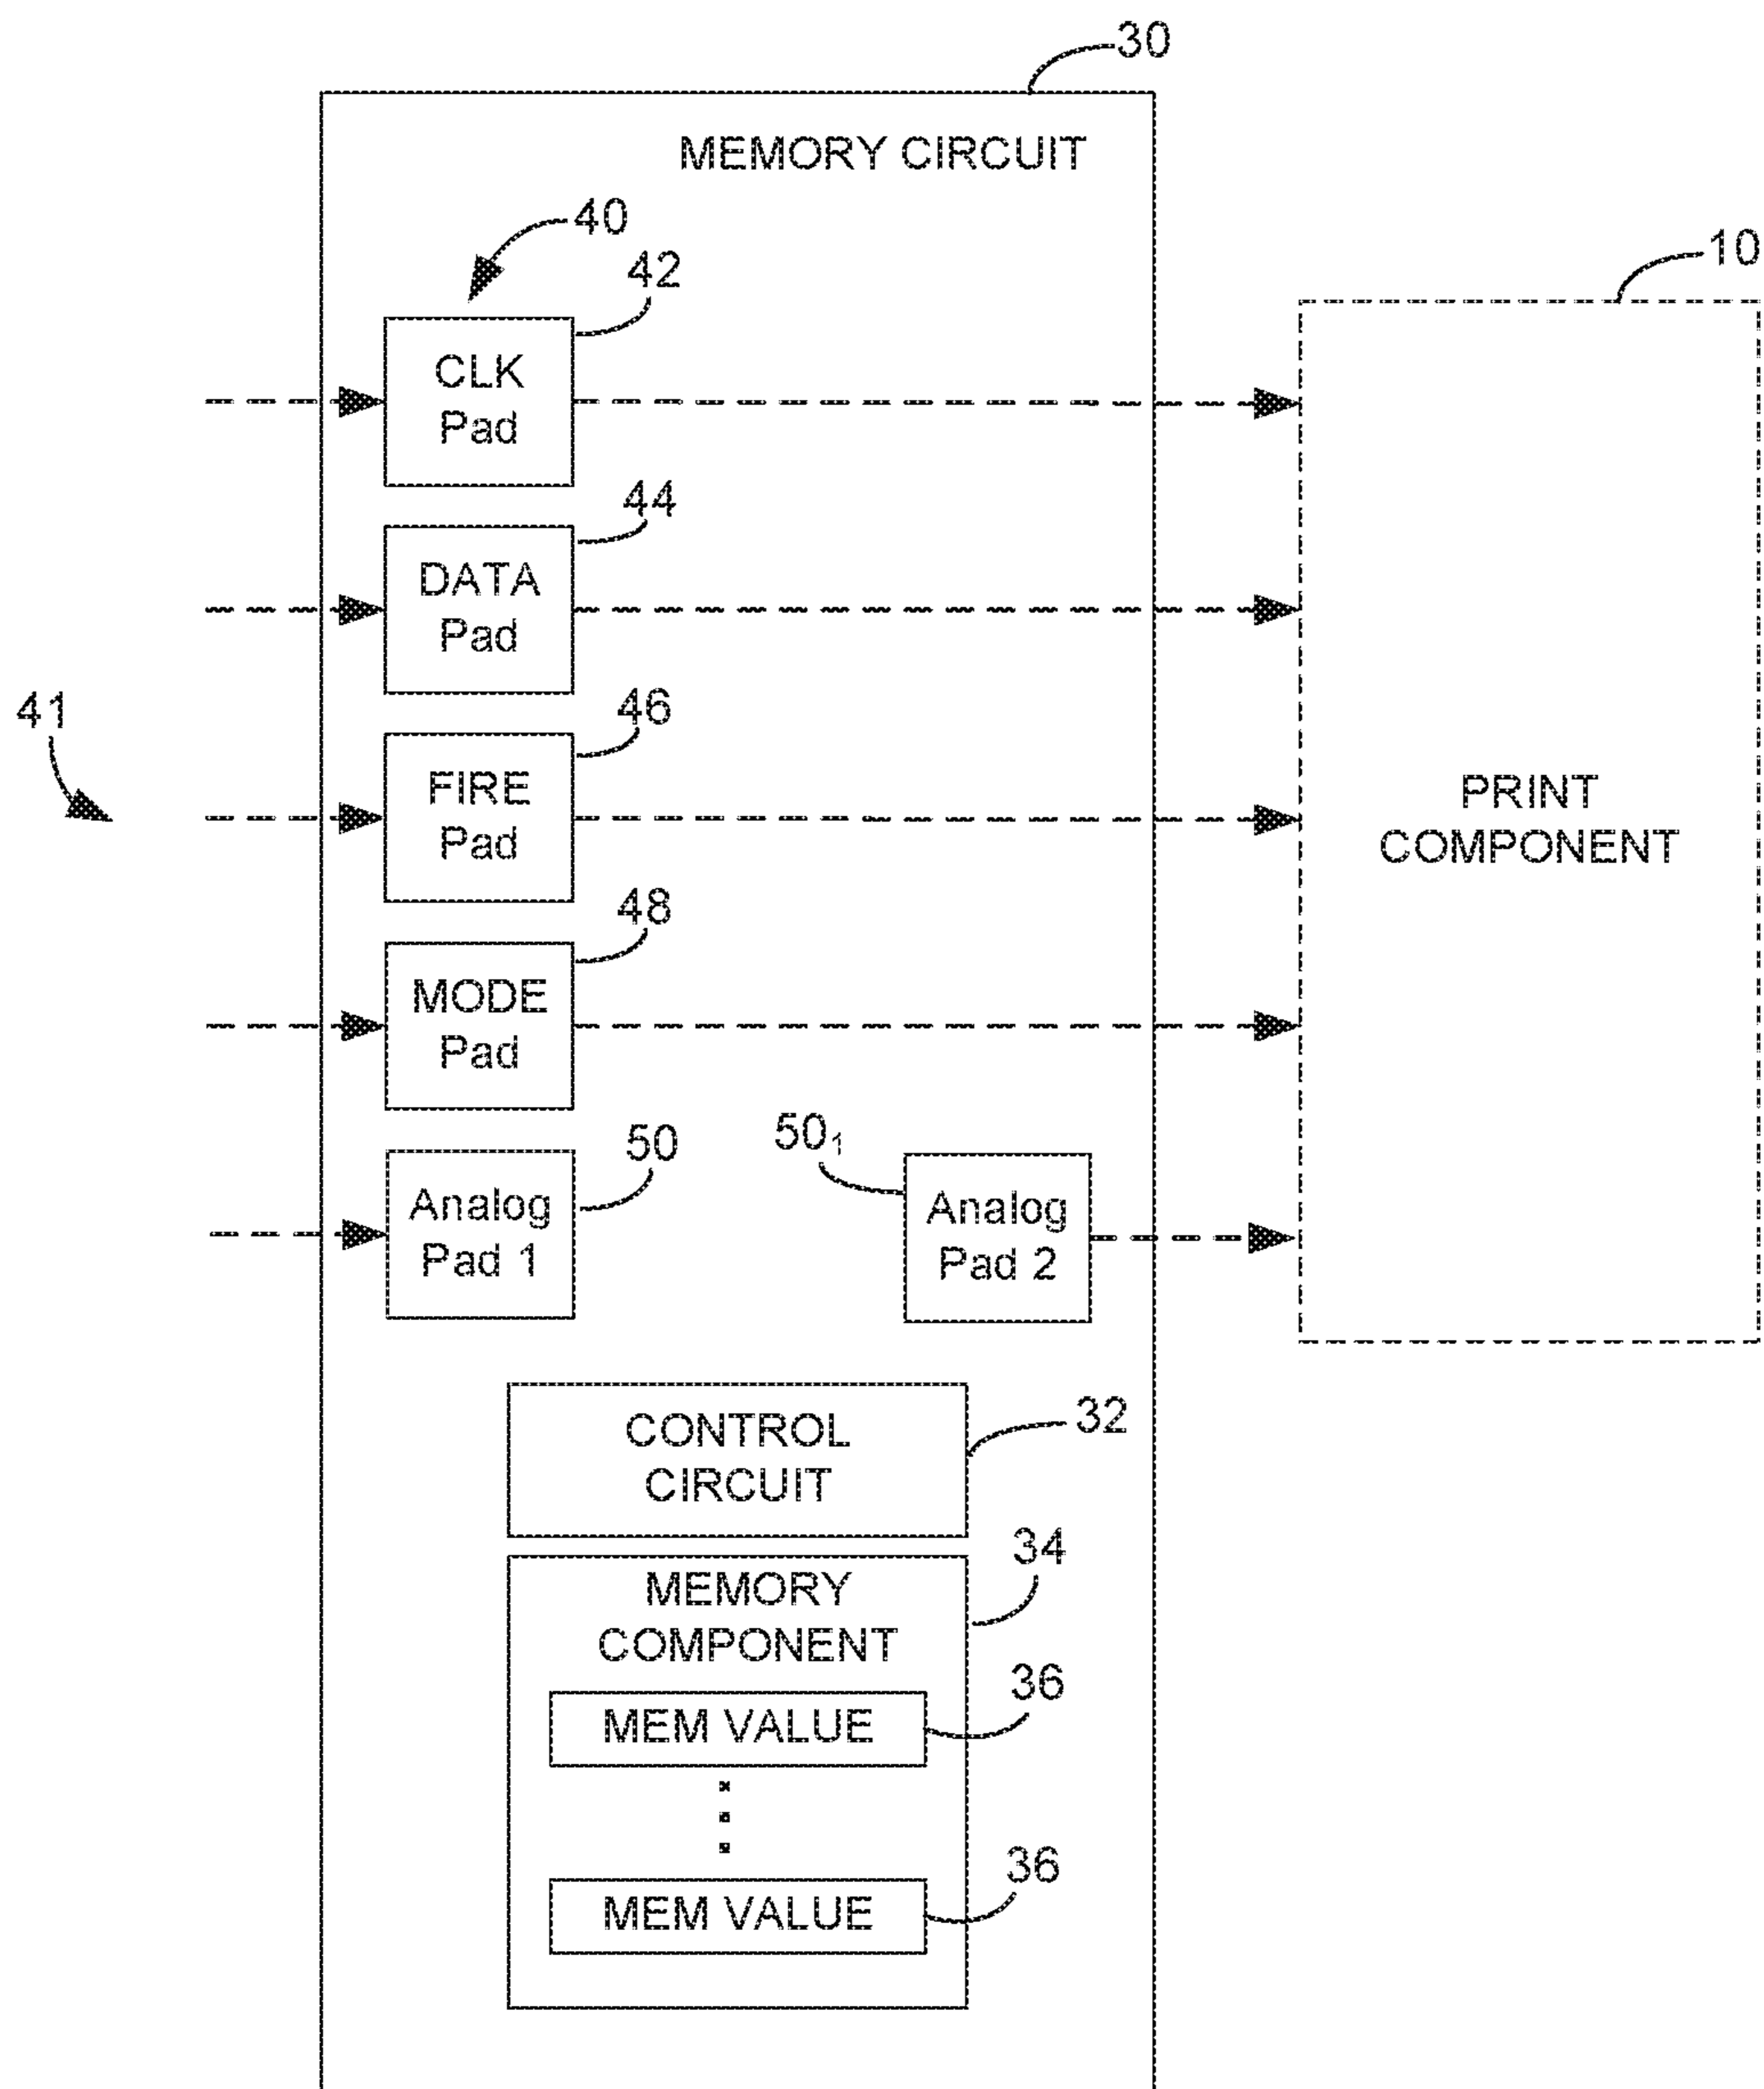 30
MEMORY CIRCUIT
40
42
10
CLK
Pad
44
DATA
Pad
41
46
FIRE
Pad
PRINT
COMPONENT
48
MODE
Pad
50
50₁
Analog
Pad 1
Analog
Pad 2
CONTROL
CIRCUIT
32
34
MEMORY
COMPONENT
36
MEM VALUE
36
MEM VALUE